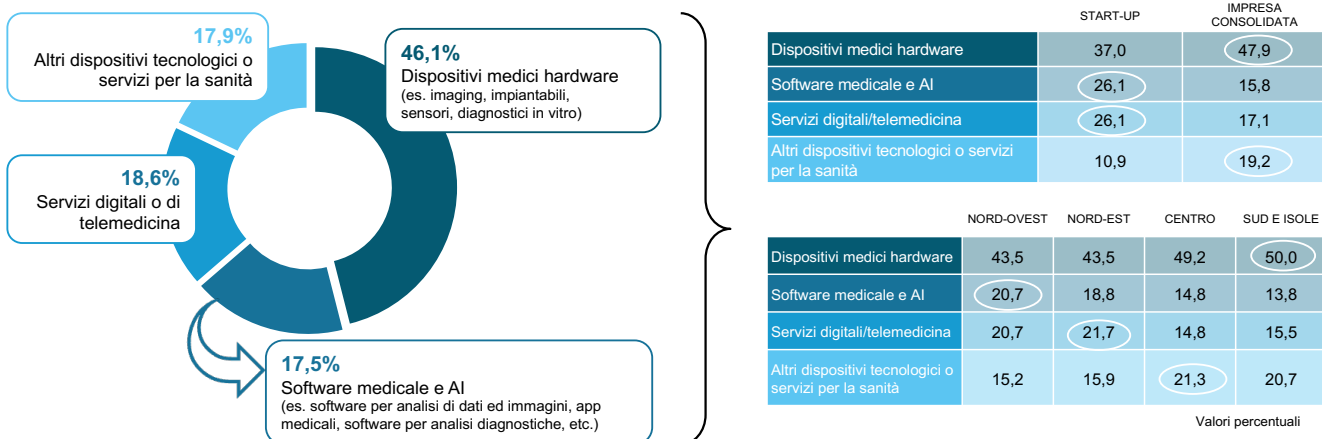 17,9%
Altri dispositivi tecnologici o
servizi per la sanità
46,1%
Dispositivi medici hardware
(es. imaging, impiantabili,
sensori, diagnostici in vitro)
18,6%
Servizi digitali o di
telemedicina
17,5%
Software medicale e AI
(es. software per analisi di dati ed immagini, app
medicali, software per analisi diagnostiche, etc.)
START-UP IMPRESA
CONSOLIDATA
Dispositivi medici hardware 37,0 47,9
Software medicale e AI 26,1 15,8
Servizi digitali/telemedicina 26,1 17,1
Altri dispositivi tecnologici o servizi
per la sanità 10,9 19,2
NORD-OVEST NORD-EST CENTRO SUD E ISOLE
Dispositivi medici hardware 43,5 43,5 49,2 50,0
Software medicale e AI 20,7 18,8 14,8 13,8
Servizi digitali/telemedicina 20,7 21,7 14,8 15,5
Altri dispositivi tecnologici o
servizi per la sanità 15,2 15,9 21,3 20,7
Valori percentuali